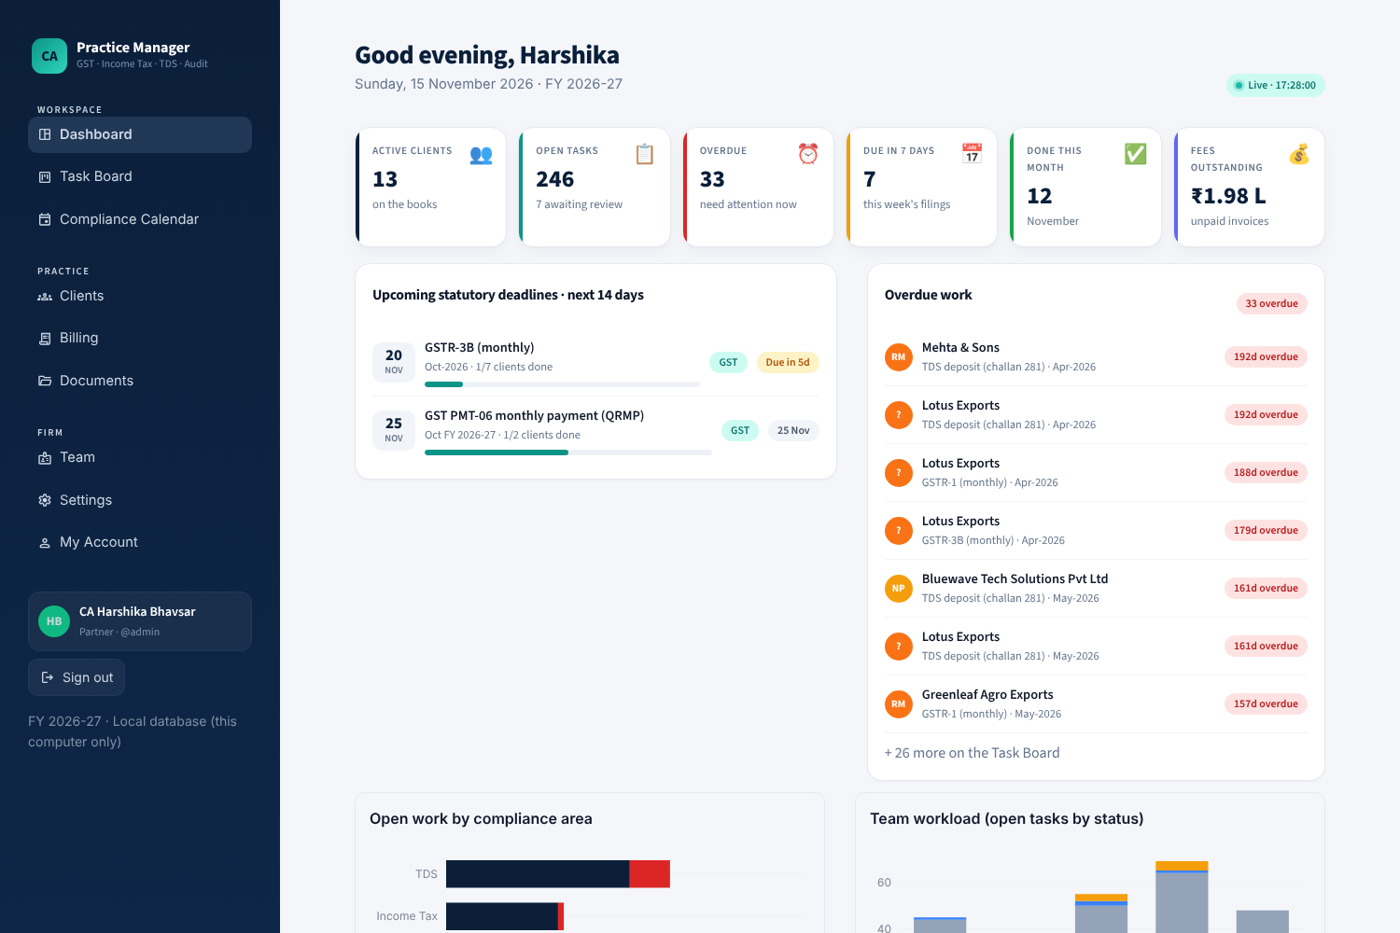 CA
Practice Manager
GST · Income Tax · TDS · Audit
WORKSPACE
Dashboard
Task Board
Compliance Calendar
PRACTICE
Clients
Billing
Documents
FIRM
Team
Settings
My Account
HB
CA Harshika Bhavsar
Partner · @admin
Sign out
FY 2026-27 · Local database (this
computer only)
Good evening, Harshika
Sunday, 15 November 2026 · FY 2026-27
Live · 17:28:00
ACTIVE CLIENTS
13
on the books
OPEN TASKS
246
7 awaiting review
OVERDUE
33
need attention now
DUE IN 7 DAYS
7
this week's filings
DONE THIS
MONTH
12
November
FEES
OUTSTANDING
₹1.98 L
unpaid invoices
Upcoming statutory deadlines · next 14 days
20
NOV
GSTR-3B (monthly)
Oct-2026 · 1/7 clients done
GST
Due in 5d
25
NOV
GST PMT-06 monthly payment (QRMP)
Oct FY 2026-27 · 1/2 clients done
GST
25 Nov
Overdue work
33 overdue
RM
Mehta & Sons
TDS deposit (challan 281) · Apr-2026
192d overdue
?
Lotus Exports
TDS deposit (challan 281) · Apr-2026
192d overdue
?
Lotus Exports
GSTR-1 (monthly) · Apr-2026
188d overdue
?
Lotus Exports
GSTR-3B (monthly) · Apr-2026
179d overdue
NP
Bluewave Tech Solutions Pvt Ltd
TDS deposit (challan 281) · May-2026
161d overdue
?
Lotus Exports
TDS deposit (challan 281) · May-2026
161d overdue
RM
Greenleaf Agro Exports
GSTR-1 (monthly) · May-2026
157d overdue
+ 26 more on the Task Board
Open work by compliance area
TDS
Income Tax
Team workload (open tasks by status)
60
40